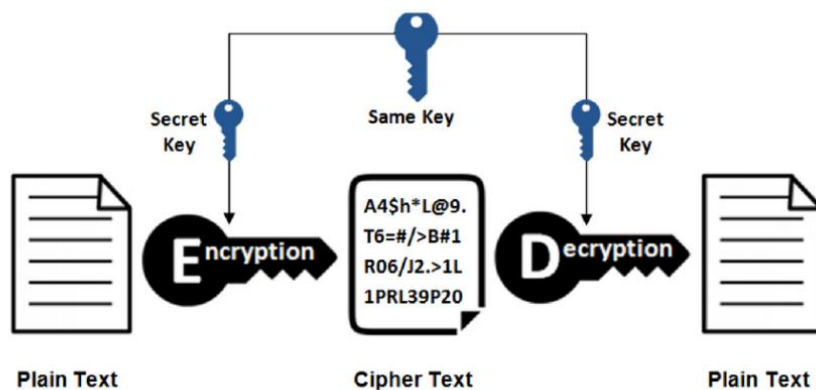 Same Key
Secret
Key
Secret
Key
Encryption
A4$h*L@9.
T6=#/>B#1
R06/J2.>1L
1PRL39P20
Decryption
Plain Text
Cipher Text
Plain Text